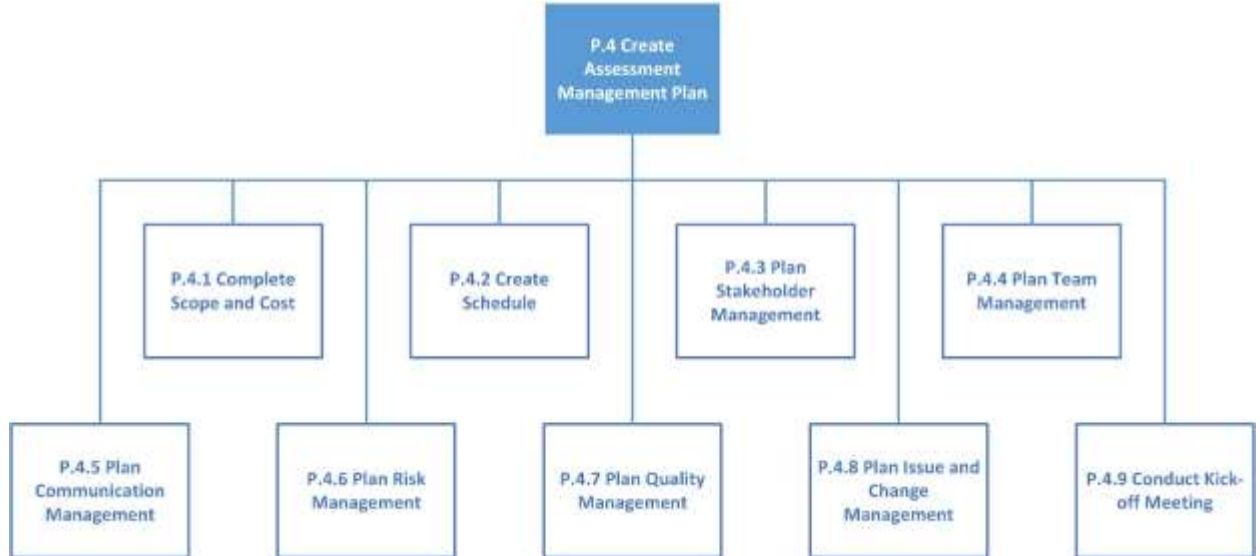 P.4 Create
Assessment
Management Plan
P.4.1 Complete
Scope and Cost
P.4.2 Create
Schedule
P.4.3 Plan
Stakeholder
Management
P.4.4 Plan Team
Management
P.4.5 Plan
Communication
Management
P.4.6 Plan Risk
Management
P.4.7 Plan Quality
Management
P.4.8 Plan Issue and
Change
Management
P.4.9 Conduct Kick-
off Meeting